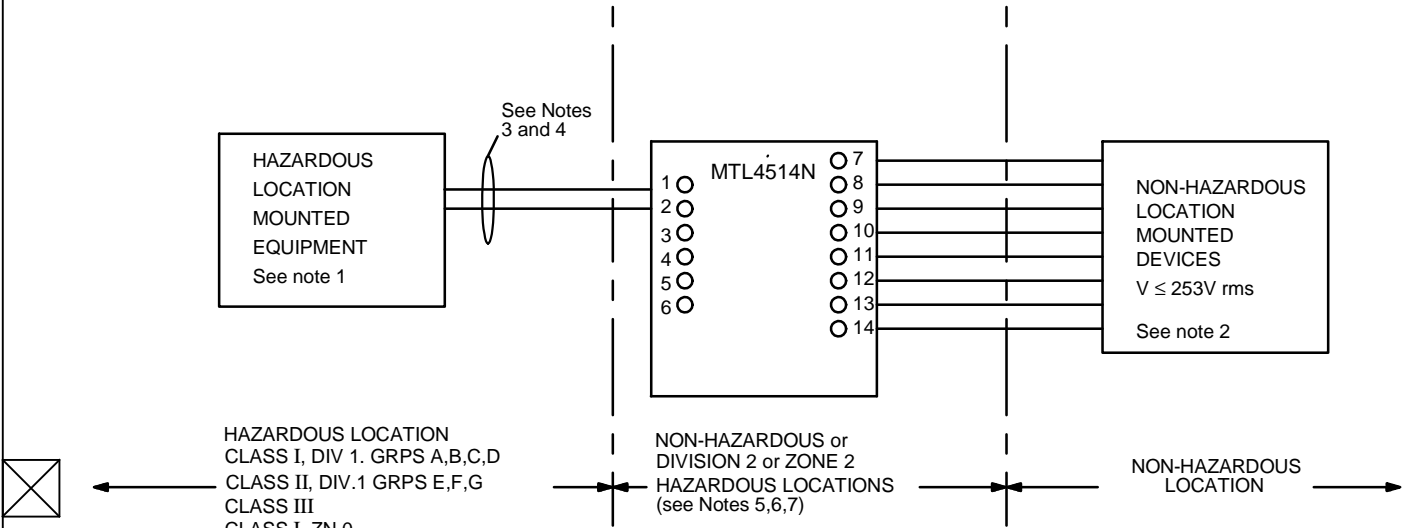 See Notes
3 and 4
HAZARDOUS
LOCATION
MOUNTED
EQUIPMENT
See note 1
MTL4514N
1
2
3
4
5
6
7
8
9
10
11
12
13
14
NON-HAZARDOUS
LOCATION
MOUNTED
DEVICES
V ≤ 253V rms
See note 2
HAZARDOUS LOCATION
CLASS I, DIV 1. GRPS A,B,C,D
CLASS II, DIV.1 GRPS E,F,G
CLASS III
CLASS I, ZN 0
NON-HAZARDOUS or
DIVISION 2 or ZONE 2
HAZARDOUS LOCATIONS
(see Notes 5,6,7)
NON-HAZARDOUS
LOCATION